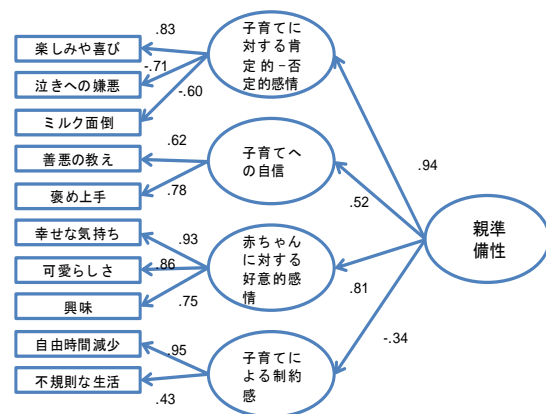 楽しみや喜び
泣きへの嫌悪
ミルク面倒
善悪の教え
褒め上手
幸せな気持ち
可愛らしさ
興味
自由時間減少
不規則な生活
.83
-.71
-.60
.62
.78
.93
.86
.75
.95
.43
子育てに
対する肯
定的-否
定的感情
子育てへ
の自信
赤ちゃん
に対する
好意的感
情
子育てに
よる制約
感
.94
.52
.81
-.34
親準
備性